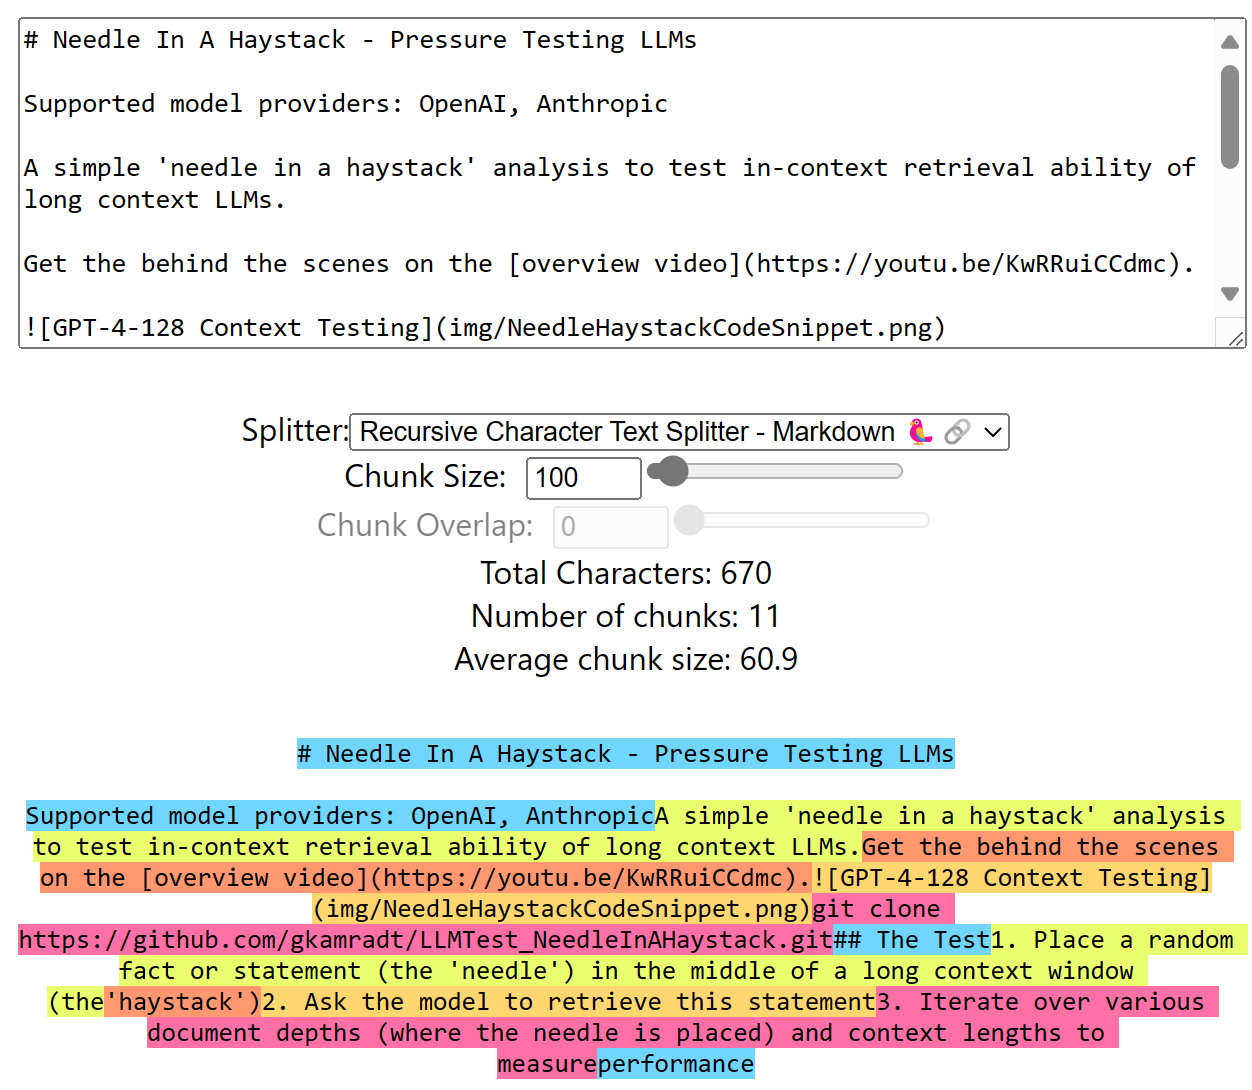 # Needle In A Haystack - Pressure Testing LLMs
Supported model providers: OpenAI, Anthropic
A simple 'needle in a haystack' analysis to test in-context retrieval ability of
long context LLMs.
Get the behind the scenes on the [overview video](https://youtu.be/KwRRuiCCdmc).
![GPT-4-128 Context Testing](img/NeedleHaystackCodeSnippet.png)
Splitter: Recursive Character Text Splitter - Markdown 🦜 🔗
Chunk Size: 100
Chunk Overlap: 0
Total Characters: 670
Number of chunks: 11
Average chunk size: 60.9
# Needle In A Haystack - Pressure Testing LLMs
Supported model providers: OpenAI, AnthropicA simple 'needle in a haystack' analysis
to test in-context retrieval ability of long context LLMs.Get the behind the scenes
on the [overview video](https://youtu.be/KwRRuiCCdmc).![GPT-4-128 Context Testing]
(img/NeedleHaystackCodeSnippet.png)git clone
https://github.com/gkamradt/LLMTest_NeedleInAHaystack.git## The Test1. Place a random
fact or statement (the 'needle') in the middle of a long context window
(the'haystack')2. Ask the model to retrieve this statement3. Iterate over various
document depths (where the needle is placed) and context lengths to
measureperformance